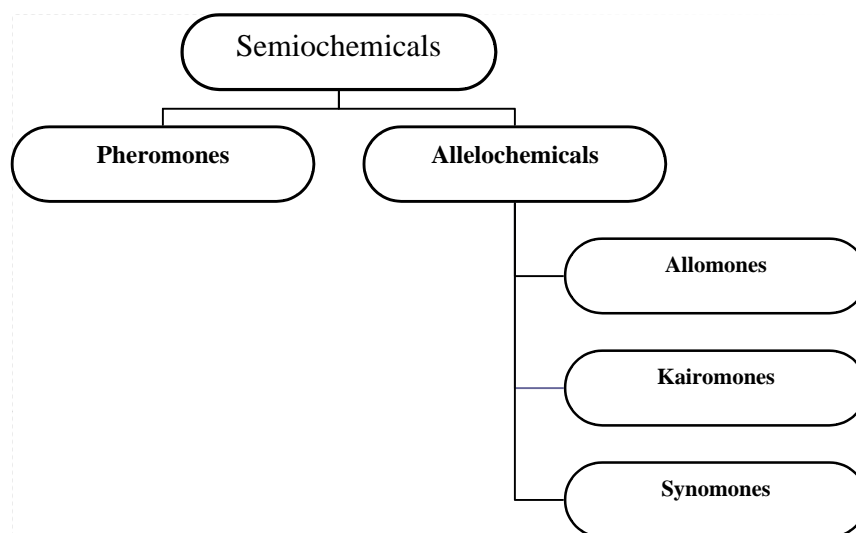 Semiochemicals
Pheromones
Allelochemicals
Allomones
Kairomones
Synomones